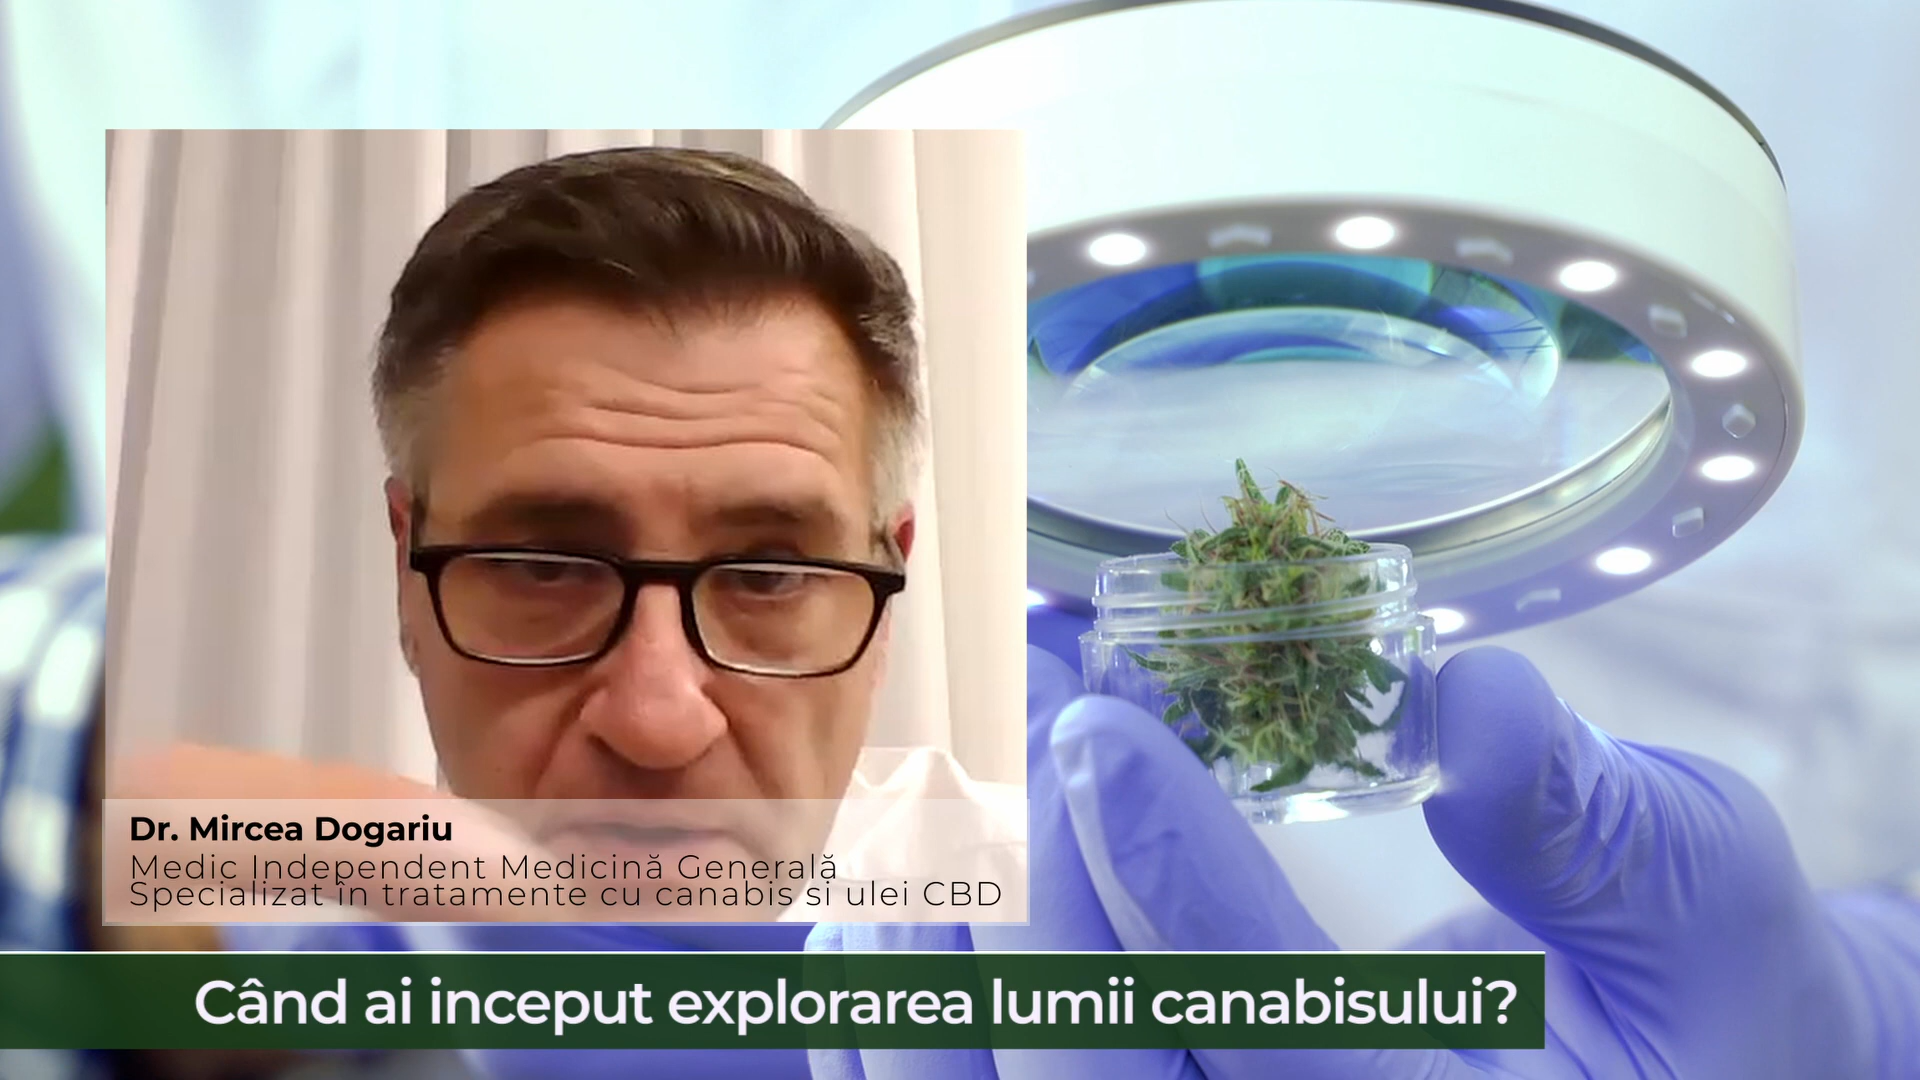 Dr. Mircea Dogariu
Medic Independent Medicină Generală
Specializat în tratamente cu canabis si ulei CBD
Când ai inceput explorarea lumii canabisului?